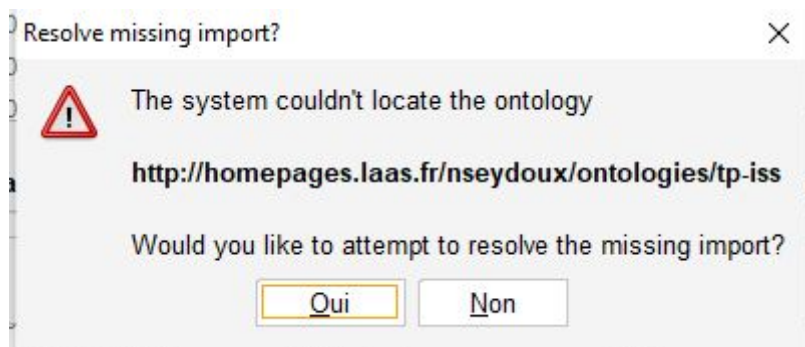 Resolve missing import?
The system couldn't locate the ontology
http://homepages.laas.fr/nseydoux/ontologies/tp-iss
Would you like to attempt to resolve the missing import?
Oui Non